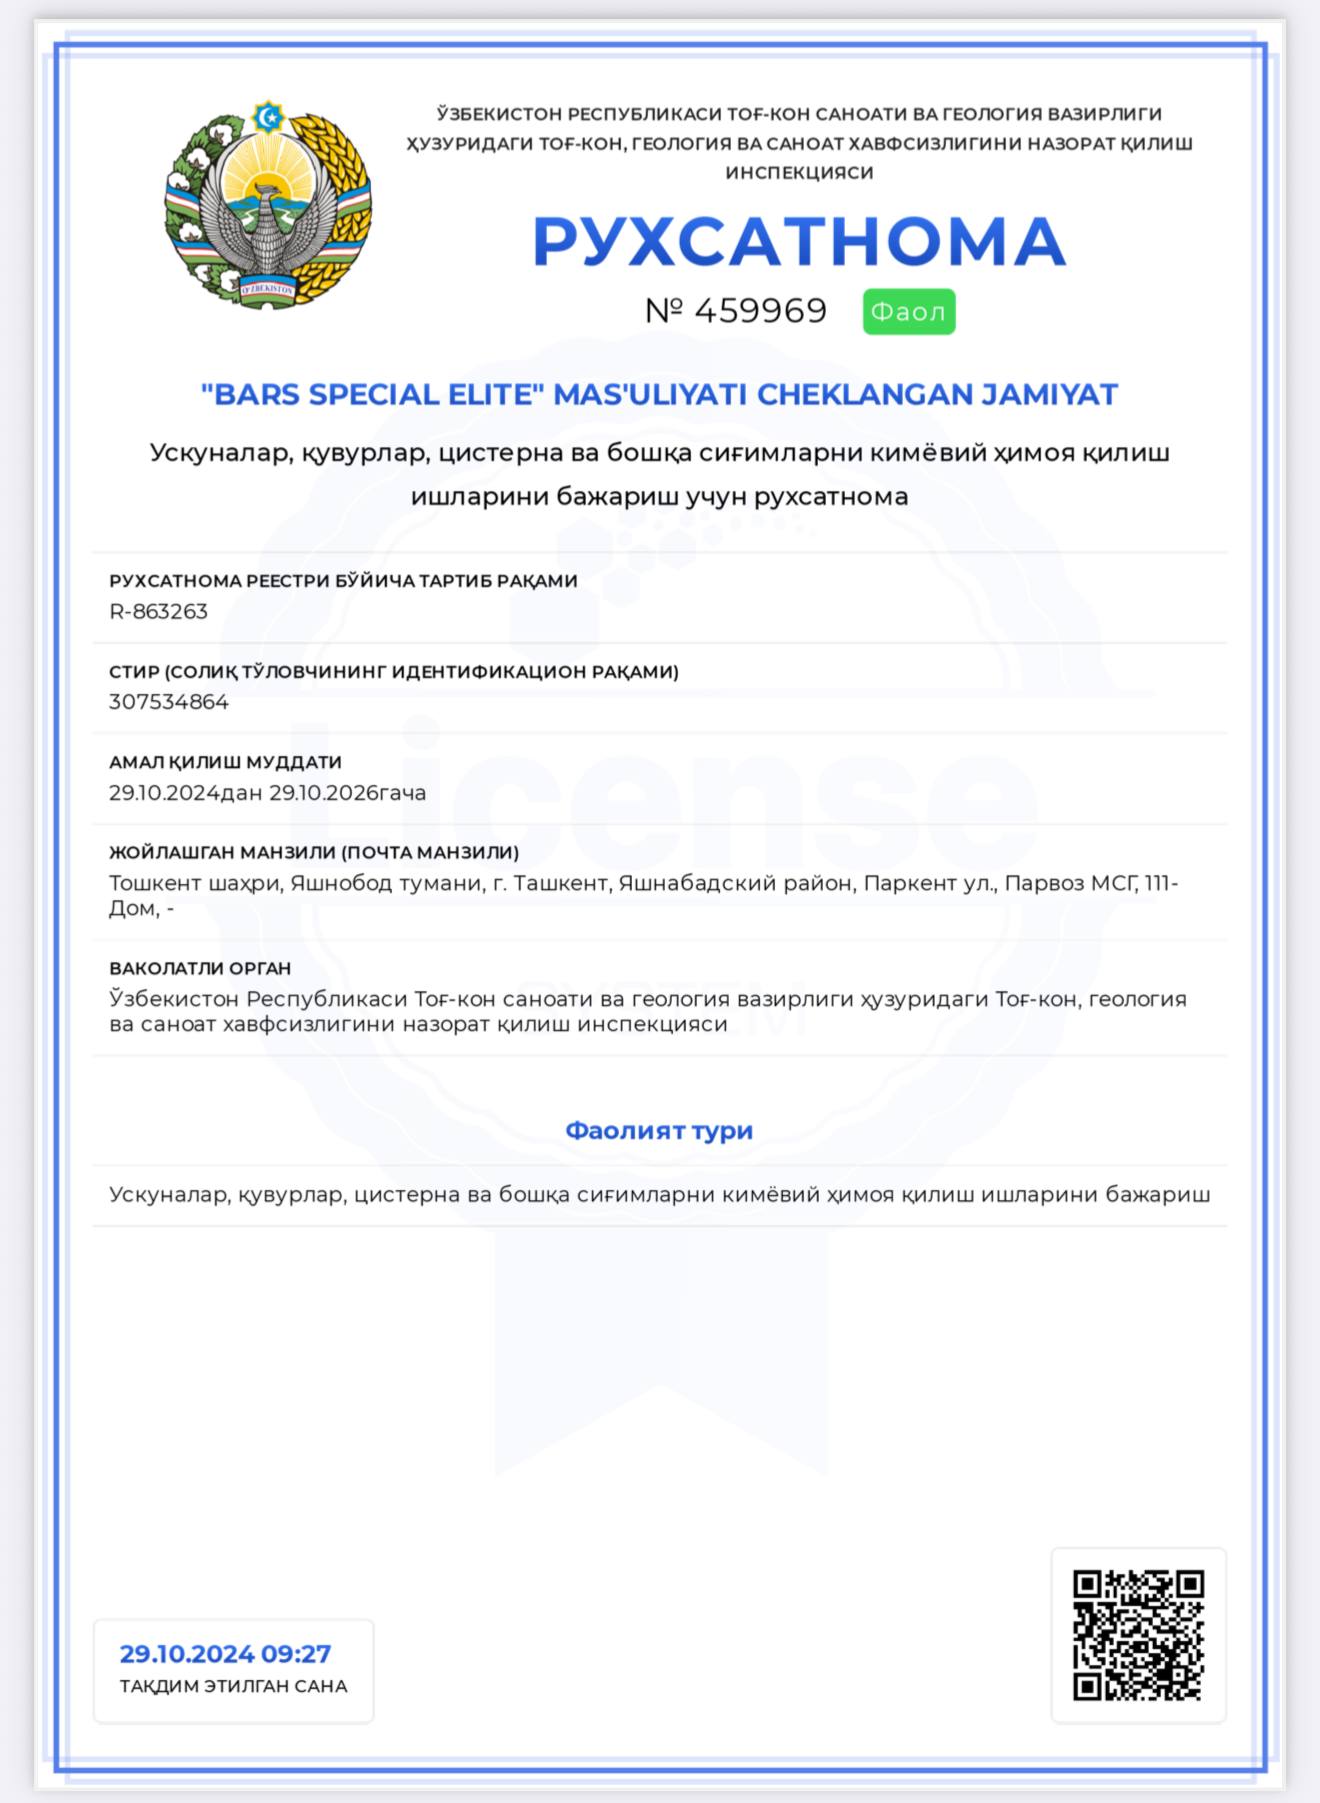 ЎЗБЕКИСТОН РЕСПУБЛИКАСИ ТОҒ-КОН САНОАТИ ВА ГЕОЛОГИЯ ВАЗИРЛИГИ
ҲУЗУРИДАГИ ТОҒ-КОН, ГЕОЛОГИЯ ВА САНОАТ ХАВФСИЗЛИГИНИ НАЗОРАТ ҚИЛИШ
ИНСПЕКЦИЯСИ
O'ZBEKISTON
РУХСАТНОМА
№ 459969 Фаол
"BARS SPECIAL ELITE" MAS'ULIYATI CHEKLANGAN JAMIYAT
Ускуналар, қувурлар, цистерна ва бошқа сиғимларни кимёвий ҳимоя қилиш
ишларини бажариш учун рухсатнома
РУХСАТНОМА РЕЕСТРИ БЎЙИЧА ТАРТИБ РАҚАМИ
R-863263
СТИР (СОЛИҚ ТЎЛОВЧИНИНГ ИДЕНТИФИКАЦИОН РАҚАМИ)
307534864
АМАЛ ҚИЛИШ МУДДАТИ
29.10.2024дан 29.10.2026гача
License
ЖОЙЛАШГАН МАНЗИЛИ (ПОЧТА МАНЗИЛИ)
Тошкент шаҳри, Яшнобод тумани, г. Ташкент, Яшнабадский район, Паркент ул., Парвоз МСГ, 111-
Дом, -
ВАКОЛАТЛИ ОРГАН
Ўзбекистон Республикаси Тоғ-кон саноати ва геология вазирлиги ҳузуридаги Тоғ-кон, геология
ва саноат хавфсизлигини назорат қилиш инспекцияси
SYSTEM
Фаолият тури
Ускуналар, қувурлар, цистерна ва бошқа сиғимларни кимёвий ҳимоя қилиш ишларини бажариш
29.10.2024 09:27
ТАҚДИМ ЭТИЛГАН САНА